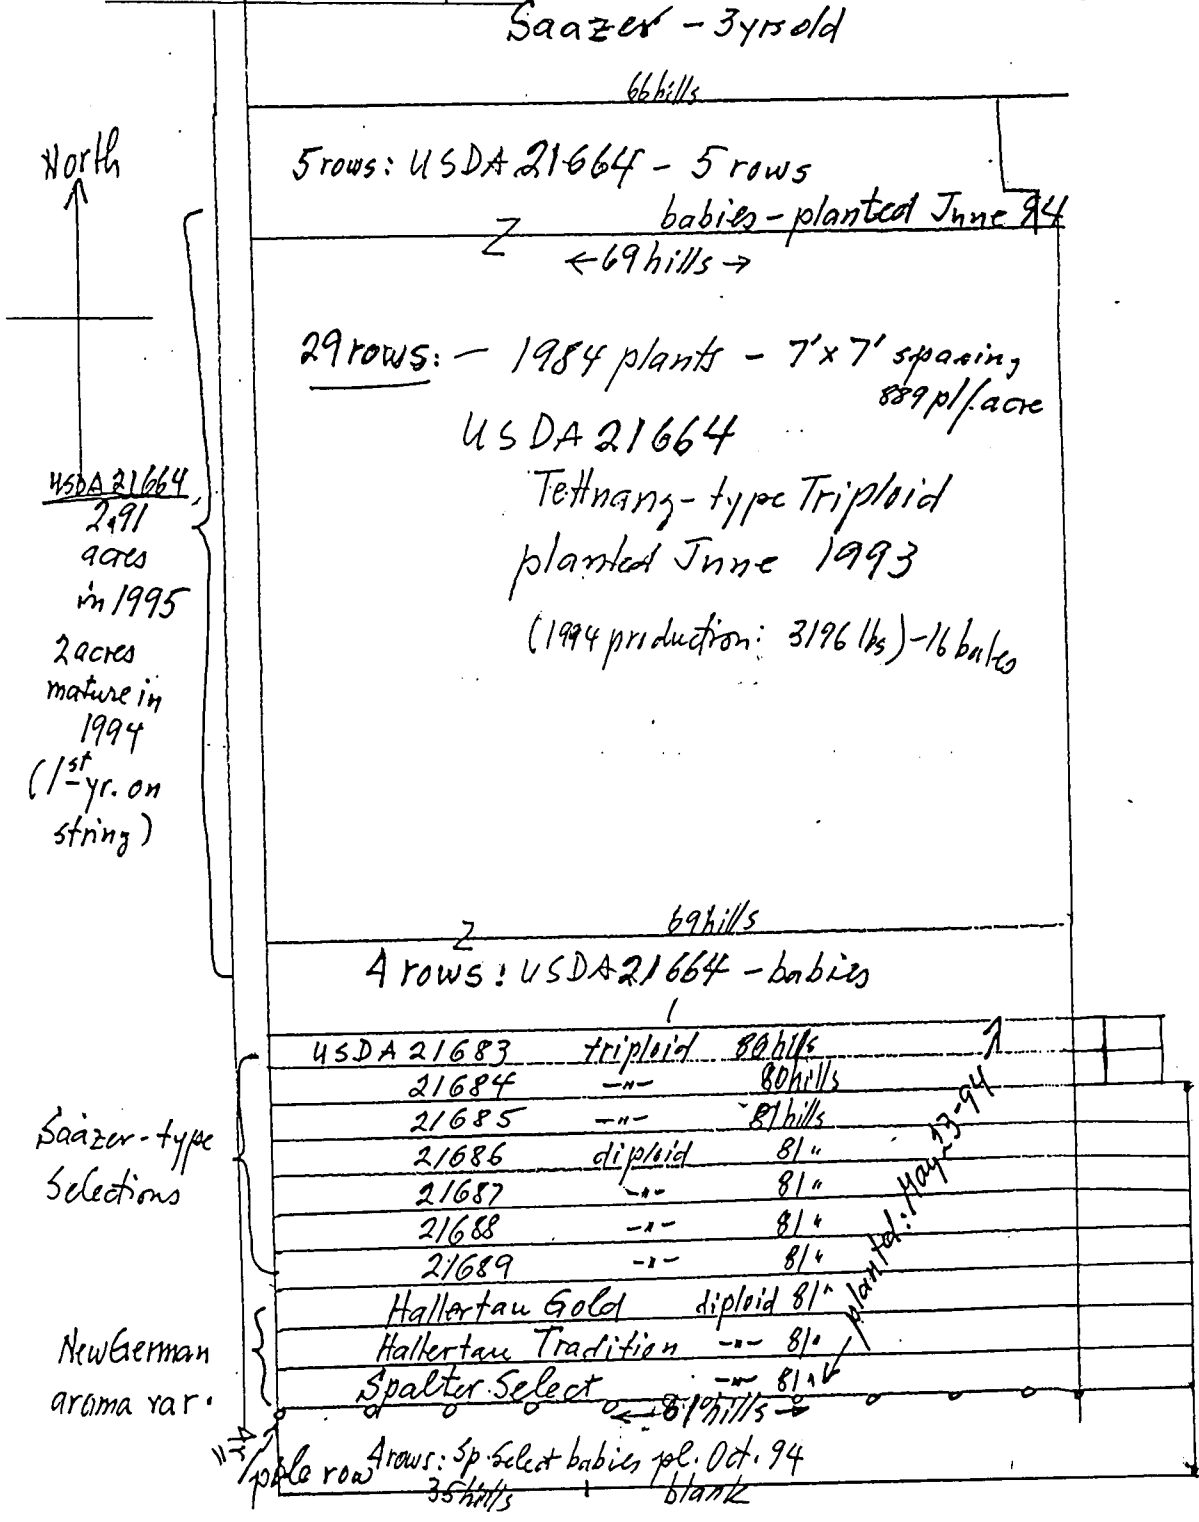 Saazer - 3yrs old
66 hills
North
5 rows: USDA 21664 - 5 rows
babies - planted June 94
←69 hills→
29 rows: - 1984 plants - 7'x7' spacing
889 pl/.acre
USDA 21664
Tettnang-type Triploid
planted June 1993
(1994 production: 3196 lbs) - 16 bales
USDA 21664
2.91
acres
in 1995
2 acres
mature in
1994
(1st yr. on
string)
69 hills
4 rows: USDA 21664 - babies
USDA 21683 triploid 80 hills
21684 -"- 80 hills
21685 -"- 81 hills
21686 diploid 81 "
21687 -"- 81 "
21688 -"- 81 "
21689 -"- 81 "
Saazer-type
Selections
Hallertau Gold diploid 81 "
Hallertau Tradition -"- 81 "
Spalter Select -"- 81 "
New German
aroma var.
planted: May 23-94
←81 hills→
pole row
4 rows: Sp. Select babies pl. Oct. 94
35 hills
blank